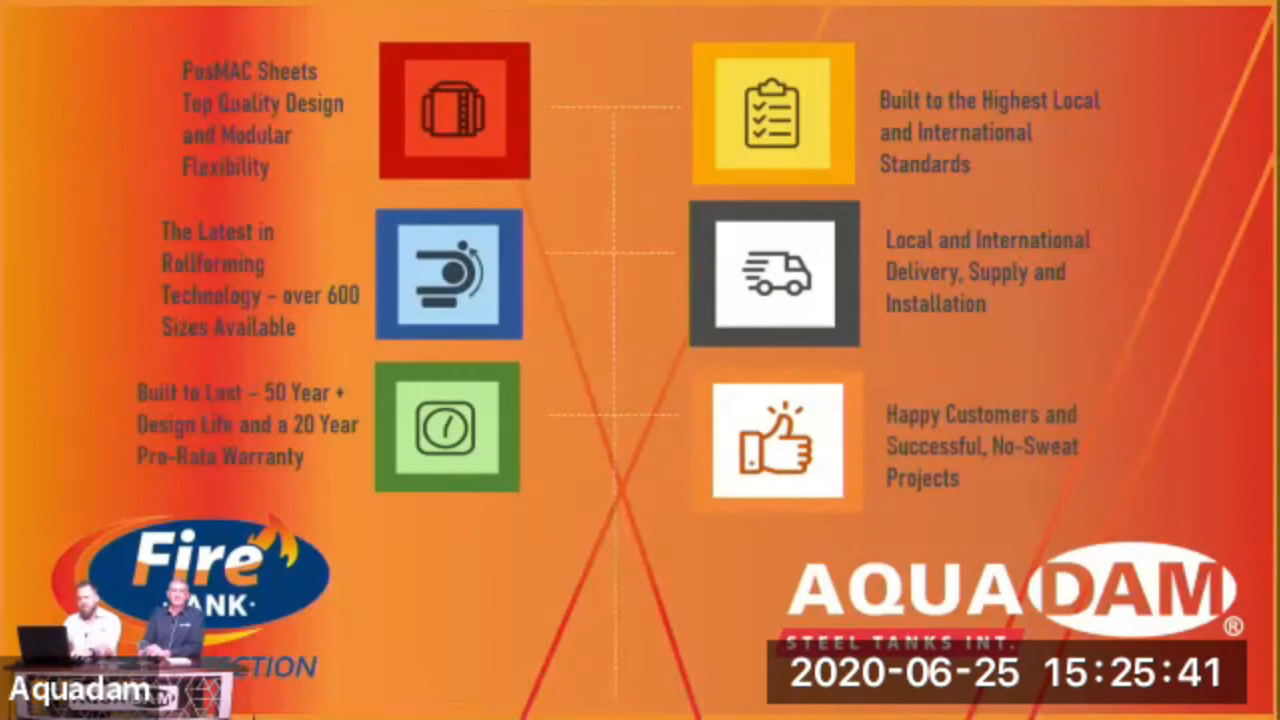 PosMAC Sheets
Top Quality Design
and Modular
Flexibility
The Latest in
Rollforming
Technology – over 600
Sizes Available
Built to Last – 50 Year +
Design Life and a 20 Year
Pro-Rata Warranty
Built to the Highest Local
and International
Standards
Local and International
Delivery, Supply and
Installation
Happy Customers and
Successful, No-Sweat
Projects
Fire
ANK
CTION
AQUADAM®
STEEL TANKS INT.
2020-06-25 15:25:41
Aquadam
AQUADAM